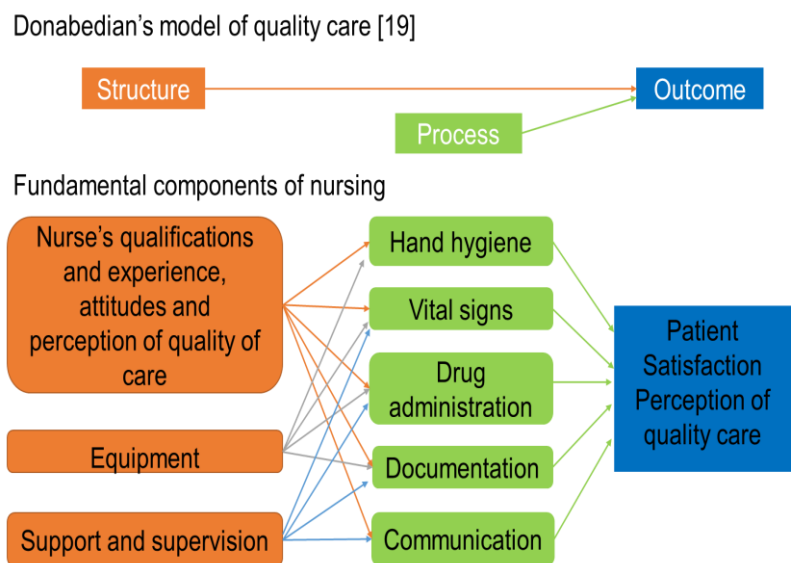 Donabedian's model of quality care [19]
Structure
Outcome
Process
Fundamental components of nursing
Nurse's qualifications
and experience,
attitudes and
perception of quality of
care
Equipment
Support and supervision
Hand hygiene
Vital signs
Drug
administration
Documentation
Communication
Patient
Satisfaction
Perception of
quality care